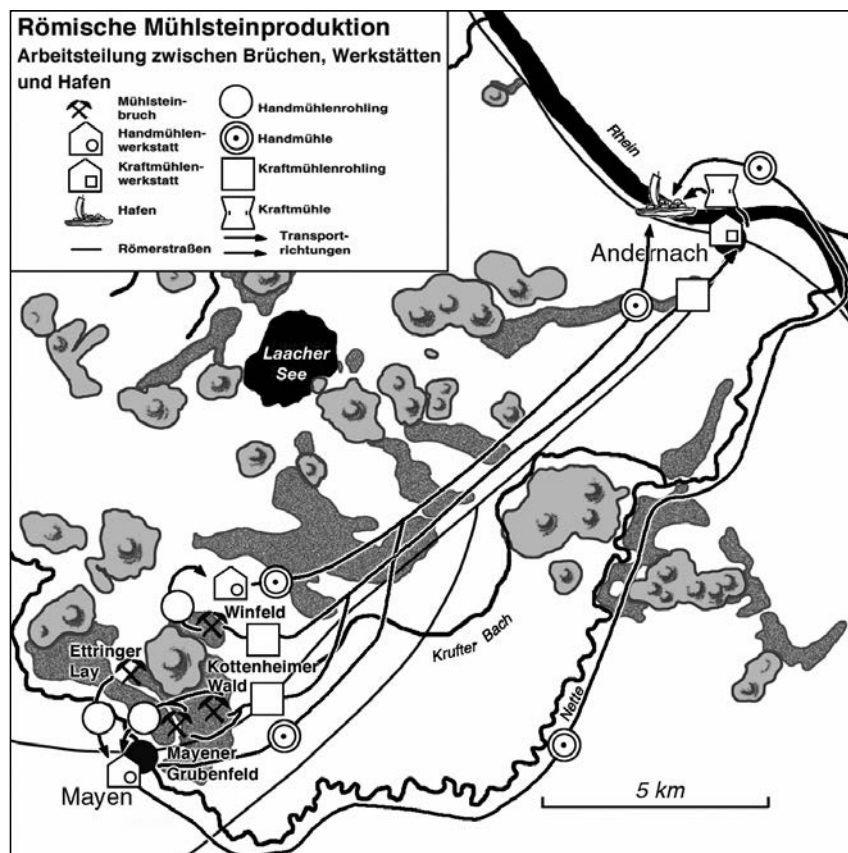 Römische Mühlsteinproduktion
Arbeitsteilung zwischen Brüchen, Werkstätten
und Hafen
Mühlstein-
bruch
Handmühlen-
werkstatt
Kraftmühlen-
werkstatt
Hafen
Römerstraßen
Handmühlenrohling
Handmühle
Kraftmühlenrohling
Kraftmühle
Transport-
richtungen
Rhein
Andernach
Laacher
See
Winfeld
Ettringer
Lay
Kottenheimer
Wald
Krufter Bach
Nette
Mayener
Grubenfeld
Mayen
5 km